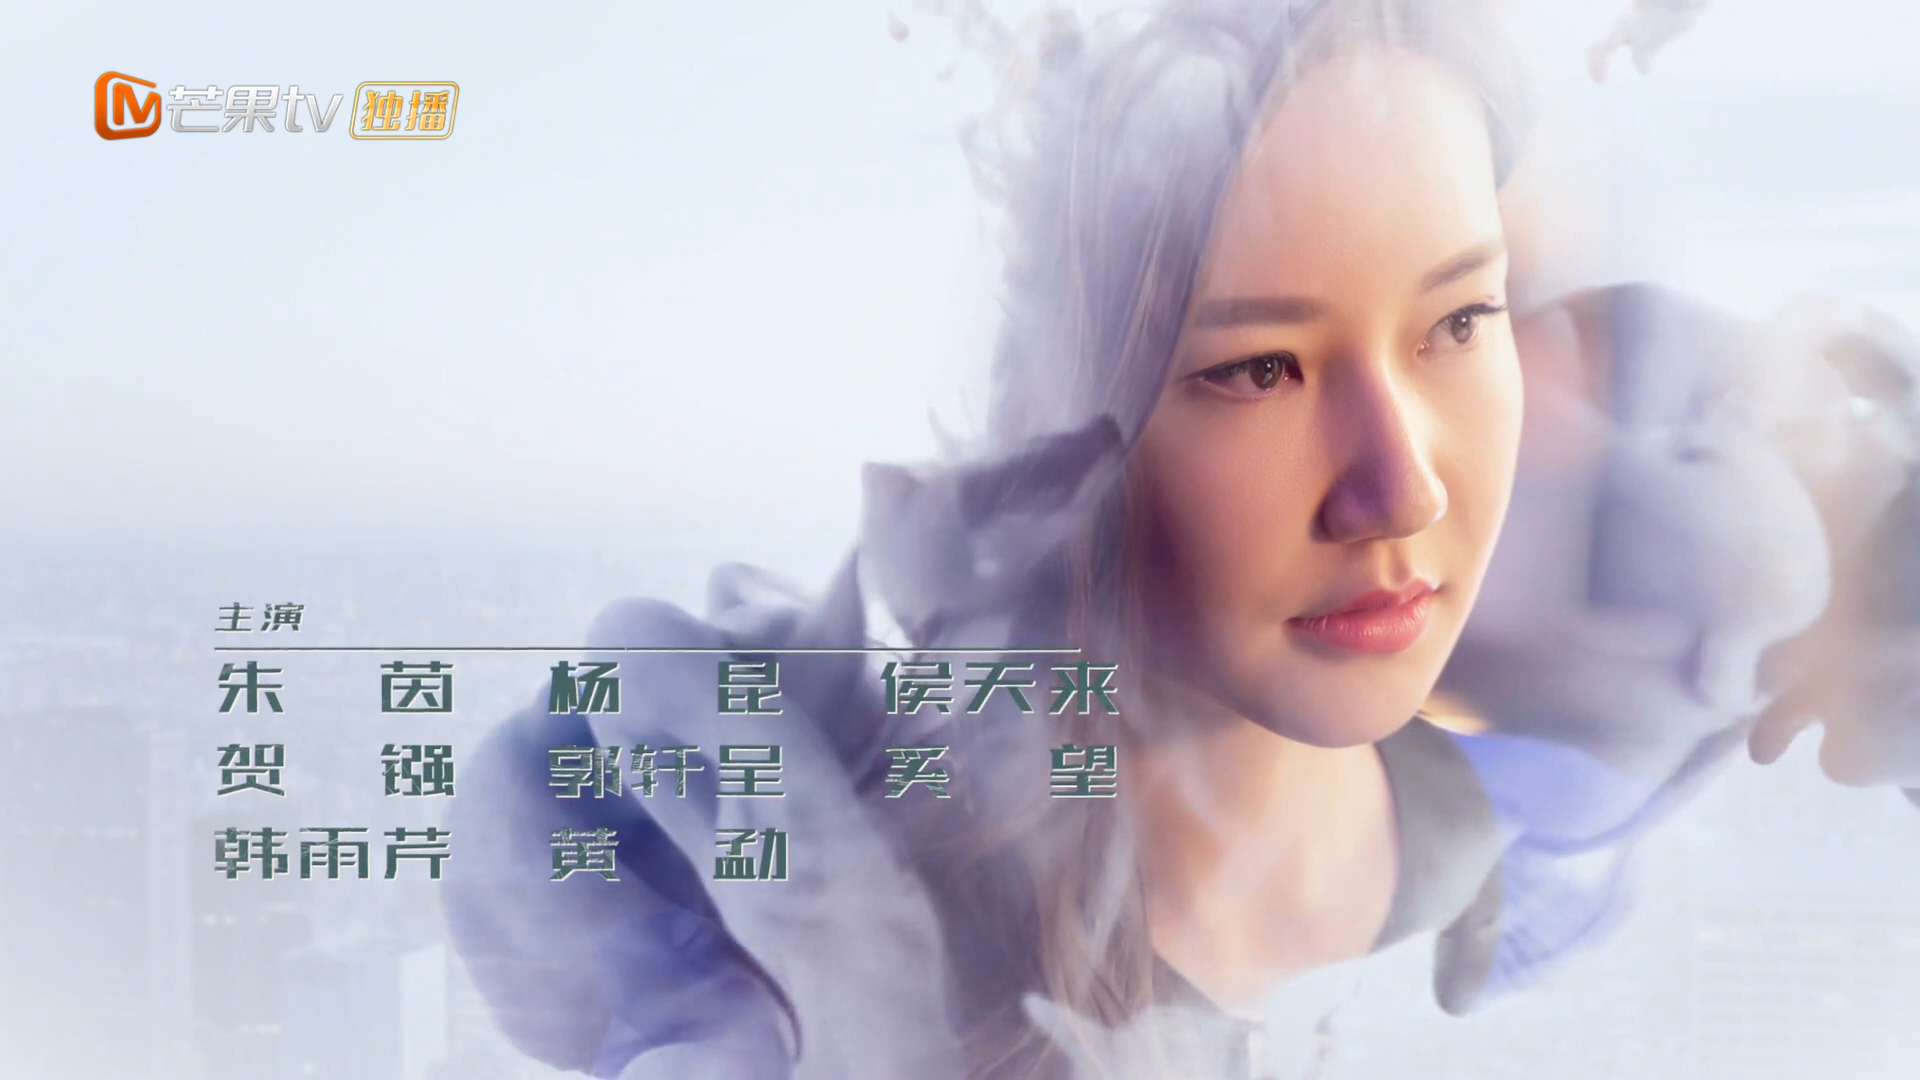 芒果tv 独播
主演
朱 茵 杨 昆 侯天来
贺 镪 郭轩呈 奚 望
韩雨芹 黄 勐